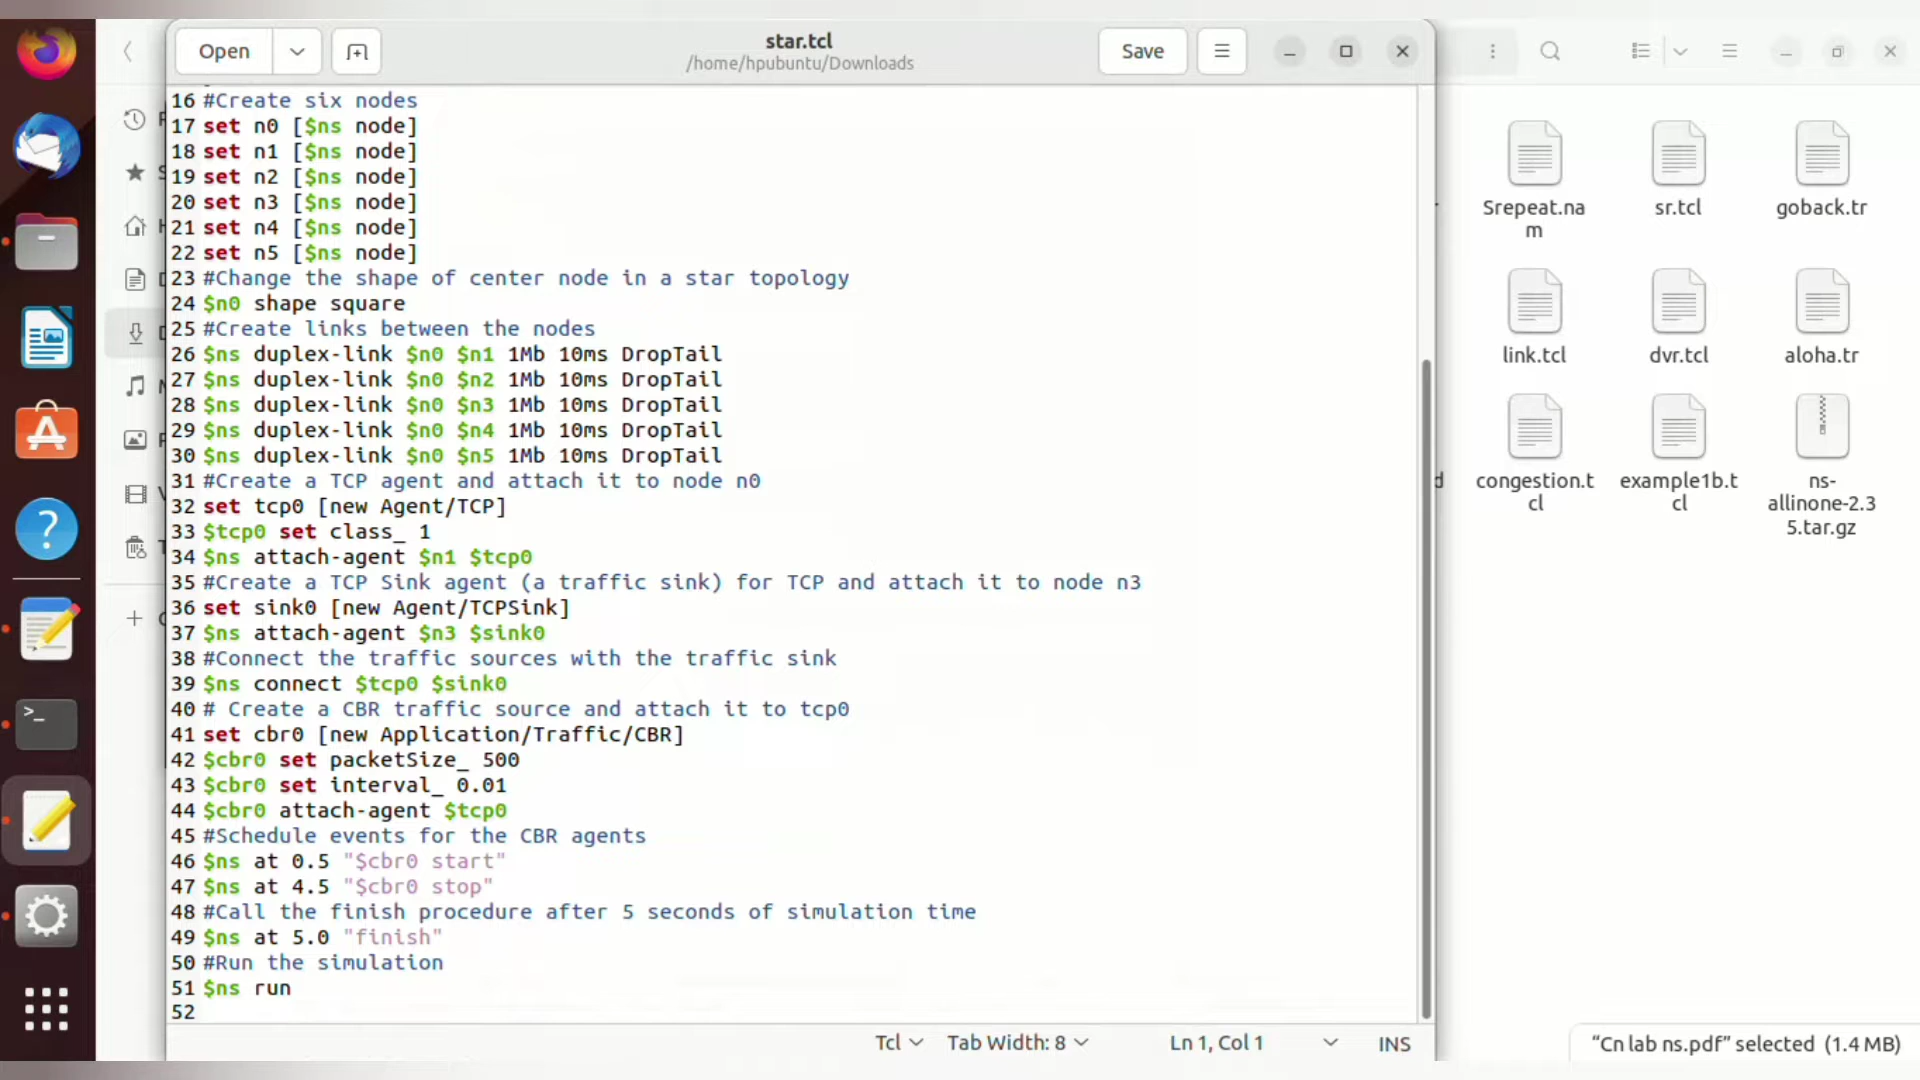 Open
star.tcl
/home/hpubuntu/Downloads
Save
16 #Create six nodes
17 set n0 [$ns node]
18 set n1 [$ns node]
19 set n2 [$ns node]
20 set n3 [$ns node]
21 set n4 [$ns node]
22 set n5 [$ns node]
23 #Change the shape of center node in a star topology
24 $n0 shape square
25 #Create links between the nodes
26 $ns duplex-link $n0 $n1 1Mb 10ms DropTail
27 $ns duplex-link $n0 $n2 1Mb 10ms DropTail
28 $ns duplex-link $n0 $n3 1Mb 10ms DropTail
29 $ns duplex-link $n0 $n4 1Mb 10ms DropTail
30 $ns duplex-link $n0 $n5 1Mb 10ms DropTail
31 #Create a TCP agent and attach it to node n0
32 set tcp0 [new Agent/TCP]
33 $tcp0 set class_ 1
34 $ns attach-agent $n1 $tcp0
35 #Create a TCP Sink agent (a traffic sink) for TCP and attach it to node n3
36 set sink0 [new Agent/TCPSink]
37 $ns attach-agent $n3 $sink0
38 #Connect the traffic sources with the traffic sink
39 $ns connect $tcp0 $sink0
40 # Create a CBR traffic source and attach it to tcp0
41 set cbr0 [new Application/Traffic/CBR]
42 $cbr0 set packetSize_ 500
43 $cbr0 set interval_ 0.01
44 $cbr0 attach-agent $tcp0
45 #Schedule events for the CBR agents
46 $ns at 0.5 "$cbr0 start"
47 $ns at 4.5 "$cbr0 stop"
48 #Call the finish procedure after 5 seconds of simulation time
49 $ns at 5.0 "finish"
50 #Run the simulation
51 $ns run
52
Tcl
Tab Width: 8
Ln 1, Col 1
INS
Srepeat.na
m
sr.tcl
goback.tr
link.tcl
dvr.tcl
aloha.tr
congestion.t
cl
example1b.t
cl
ns-
allinone-2.3
5.tar.gz
“Cn lab ns.pdf” selected (1.4 MB)